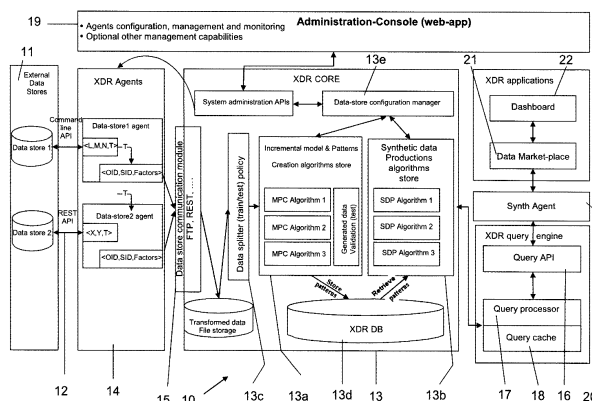 19
Administration-Console (web-app)
• Agents configuration, management and monitoring
• Optional other management capabilities
11
External
Data
Stores
XDR Agents
XDR CORE
13e
21
22
XDR applications
System administration APIs
Data-store configuration manager
Dashboard
Data Market-place
Command
line API
Data store 1
Data-store1 agent
<L,M,N,T>
--T
<OID,SID,Factors>
--T
REST
API
Data store 2
Data-store2 agent
<X,Y,T>
<OID,SID,Factors>
Data store communication module
FTP, REST, ....
Data splitter (train/test) policy
Incremental model & Patterns
Creation algorithms store
MPC Algorithm 1
MPC Algorithm 2
MPC Algorithm 3
Generated data
Validation (test)
Synthetic data
Productions
algorithms
store
SDP Algorithm 1
SDP Algorithm 2
SDP Algorithm 3
Synth Agent
XDR query engine
Query API
Query processor
Query cache
Store
patterns
Retrieve
patterns
Transformed data
File storage
XDR DB
12
14
15
10
13c
13a
13d
13
13b
17
18
16
20